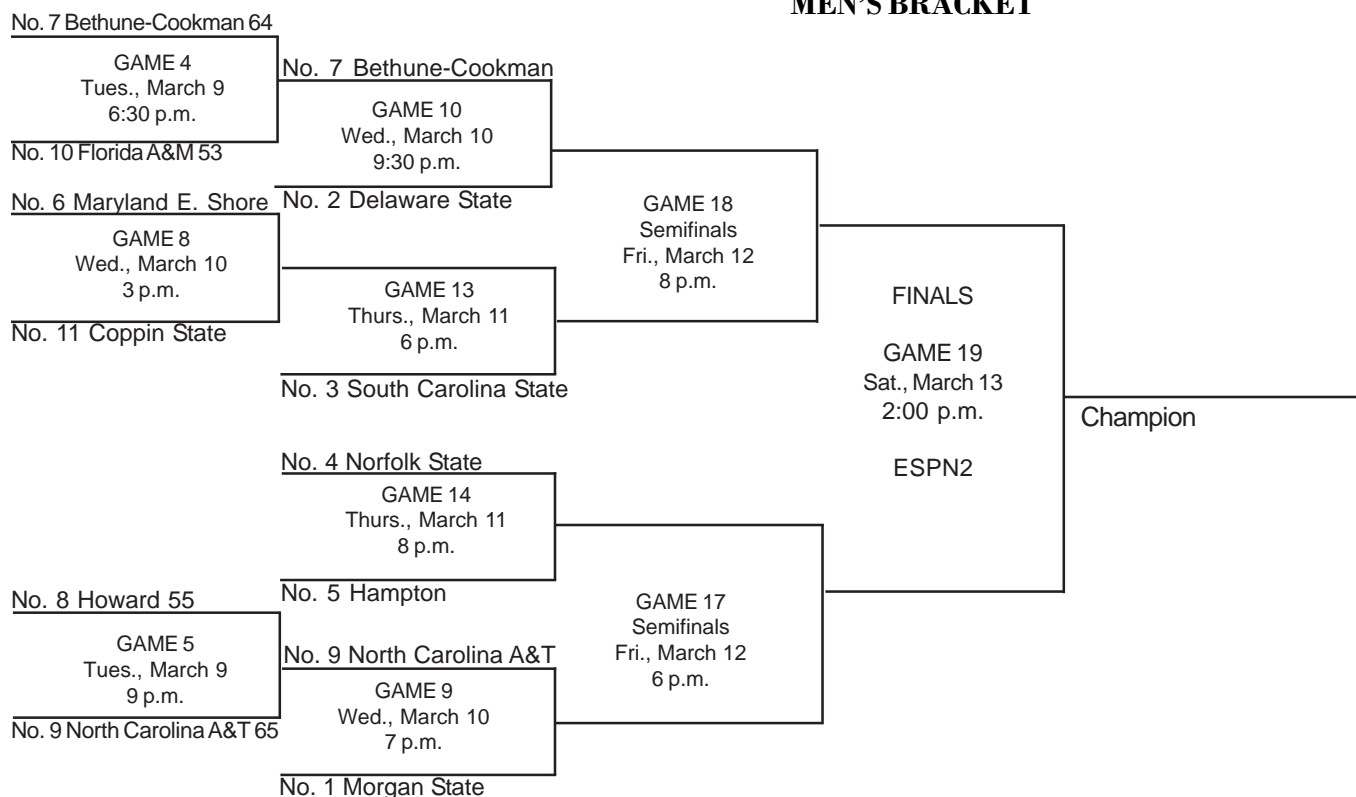 MEN'S BRACKET
No. 7 Bethune-Cookman 64
GAME 4
Tues., March 9
6:30 p.m.
No. 10 Florida A&M 53
No. 7 Bethune-Cookman
GAME 10
Wed., March 10
9:30 p.m.
No. 2 Delaware State
No. 6 Maryland E. Shore
GAME 8
Wed., March 10
3 p.m.
No. 11 Coppin State
GAME 13
Thurs., March 11
6 p.m.
No. 3 South Carolina State
GAME 18
Semifinals
Fri., March 12
8 p.m.
No. 4 Norfolk State
GAME 14
Thurs., March 11
8 p.m.
No. 5 Hampton
No. 8 Howard 55
GAME 5
Tues., March 9
9 p.m.
No. 9 North Carolina A&T 65
No. 9 North Carolina A&T
GAME 9
Wed., March 10
7 p.m.
No. 1 Morgan State
GAME 17
Semifinals
Fri., March 12
6 p.m.
FINALS
GAME 19
Sat., March 13
2:00 p.m.
ESPN2
Champion